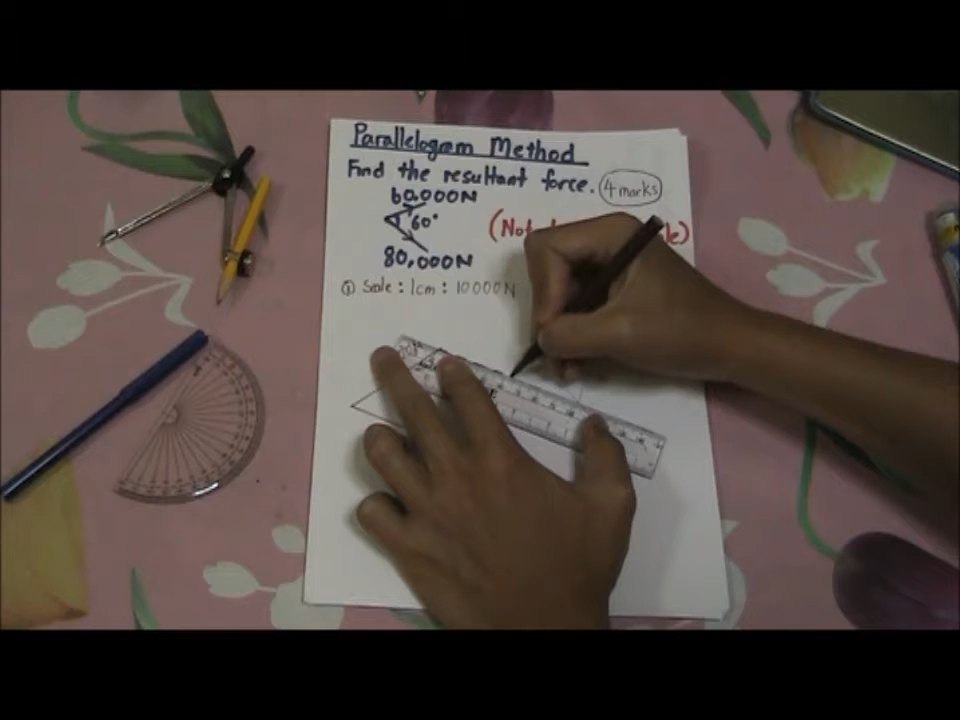 Parallelogram Method
Find the resultant force. 4 marks
60,000N
60°
80,000N
① Scale : 1cm : 10000N